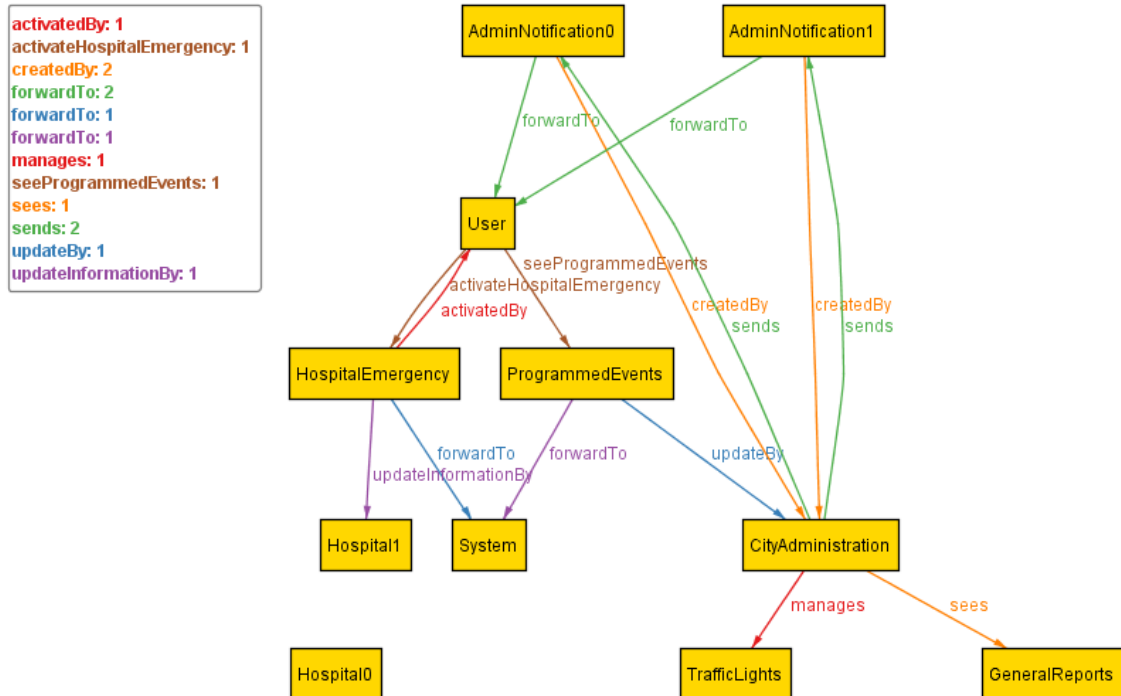 activatedBy: 1
activateHospitalEmergency: 1
createdBy: 2
forwardTo: 2
forwardTo: 1
forwardTo: 1
manages: 1
seeProgrammedEvents: 1
sees: 1
sends: 2
updateBy: 1
updateInformationBy: 1
AdminNotification0
AdminNotification1
forwardTo
forwardTo
User
seeProgrammedEvents
activateHospitalEmergency
activatedBy
createdBy
sends
createdBy
sends
HospitalEmergency
ProgrammedEvents
forwardTo
updateInformationBy
forwardTo
updateBy
Hospital1
System
CityAdministration
manages
sees
Hospital0
TrafficLights
GeneralReports